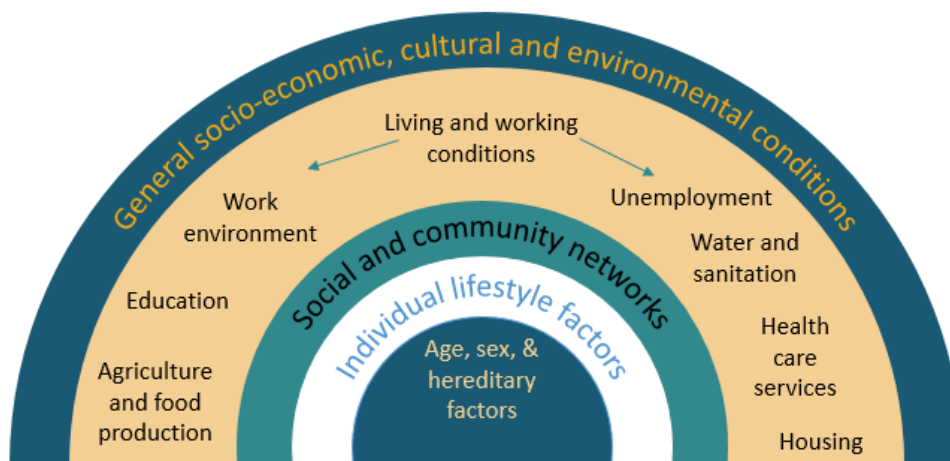 General socio-economic, cultural and environmental conditions
Living and working
conditions
Work
environment
Unemployment
Water and
sanitation
Education
Health
care
services
Agriculture
and food
production
Housing
Social and community networks
Individual lifestyle factors
Age, sex, &
hereditary
factors